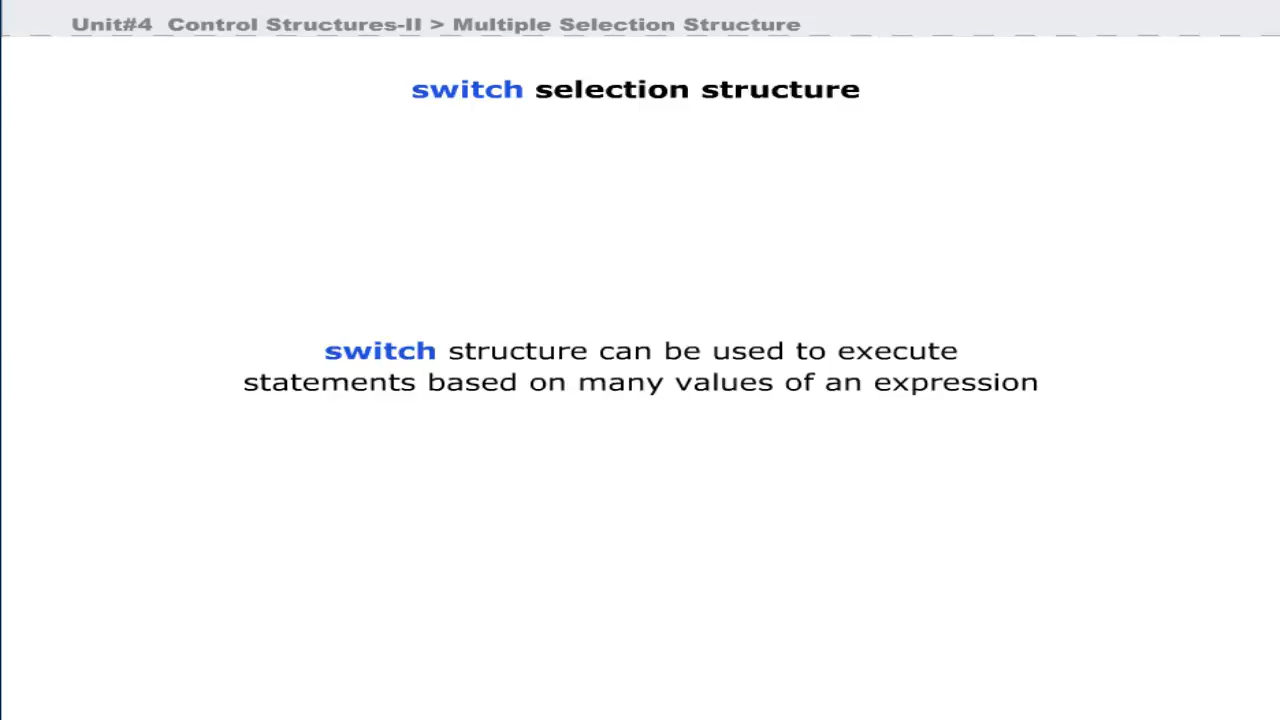 Unit#4 Control Structures-II > Multiple Selection Structure
switch selection structure
switch structure can be used to execute
statements based on many values of an expression